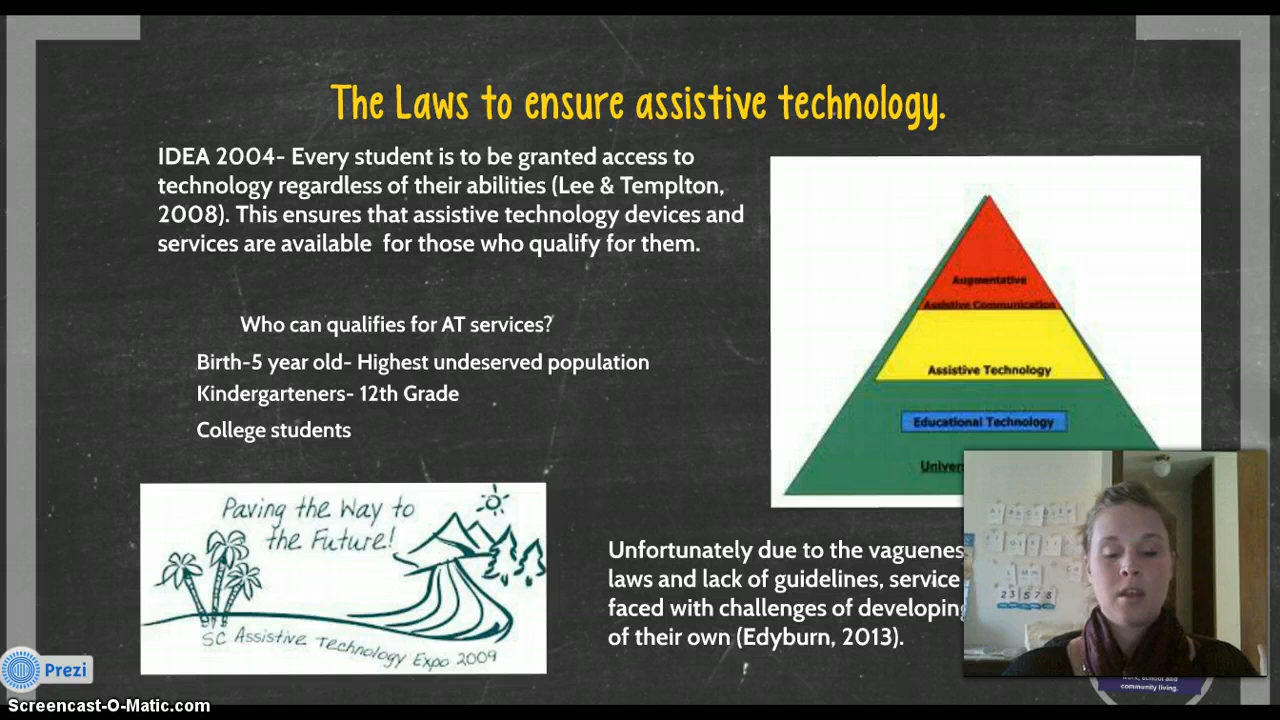 The Laws to ensure assistive technology.
IDEA 2004- Every student is to be granted access to
technology regardless of their abilities (Lee & Templton,
2008). This ensures that assistive technology devices and
services are available for those who qualify for them.
Who can qualifies for AT services?
Birth-5 year old- Highest undeserved population
Kindergarteners- 12th Grade
College students
Augmentative
Assistive Communication
Assistive Technology
Educational Technology
Paving the Way to
the Future!
SC Assistive Technology Expo 2009
Unfortunately due to the
laws and lack of guidelines, service
faced with challenges of developing
of their own (Edyburn, 2013).
work, school and
community living.
Prezi
Screencast-O-Matic.com